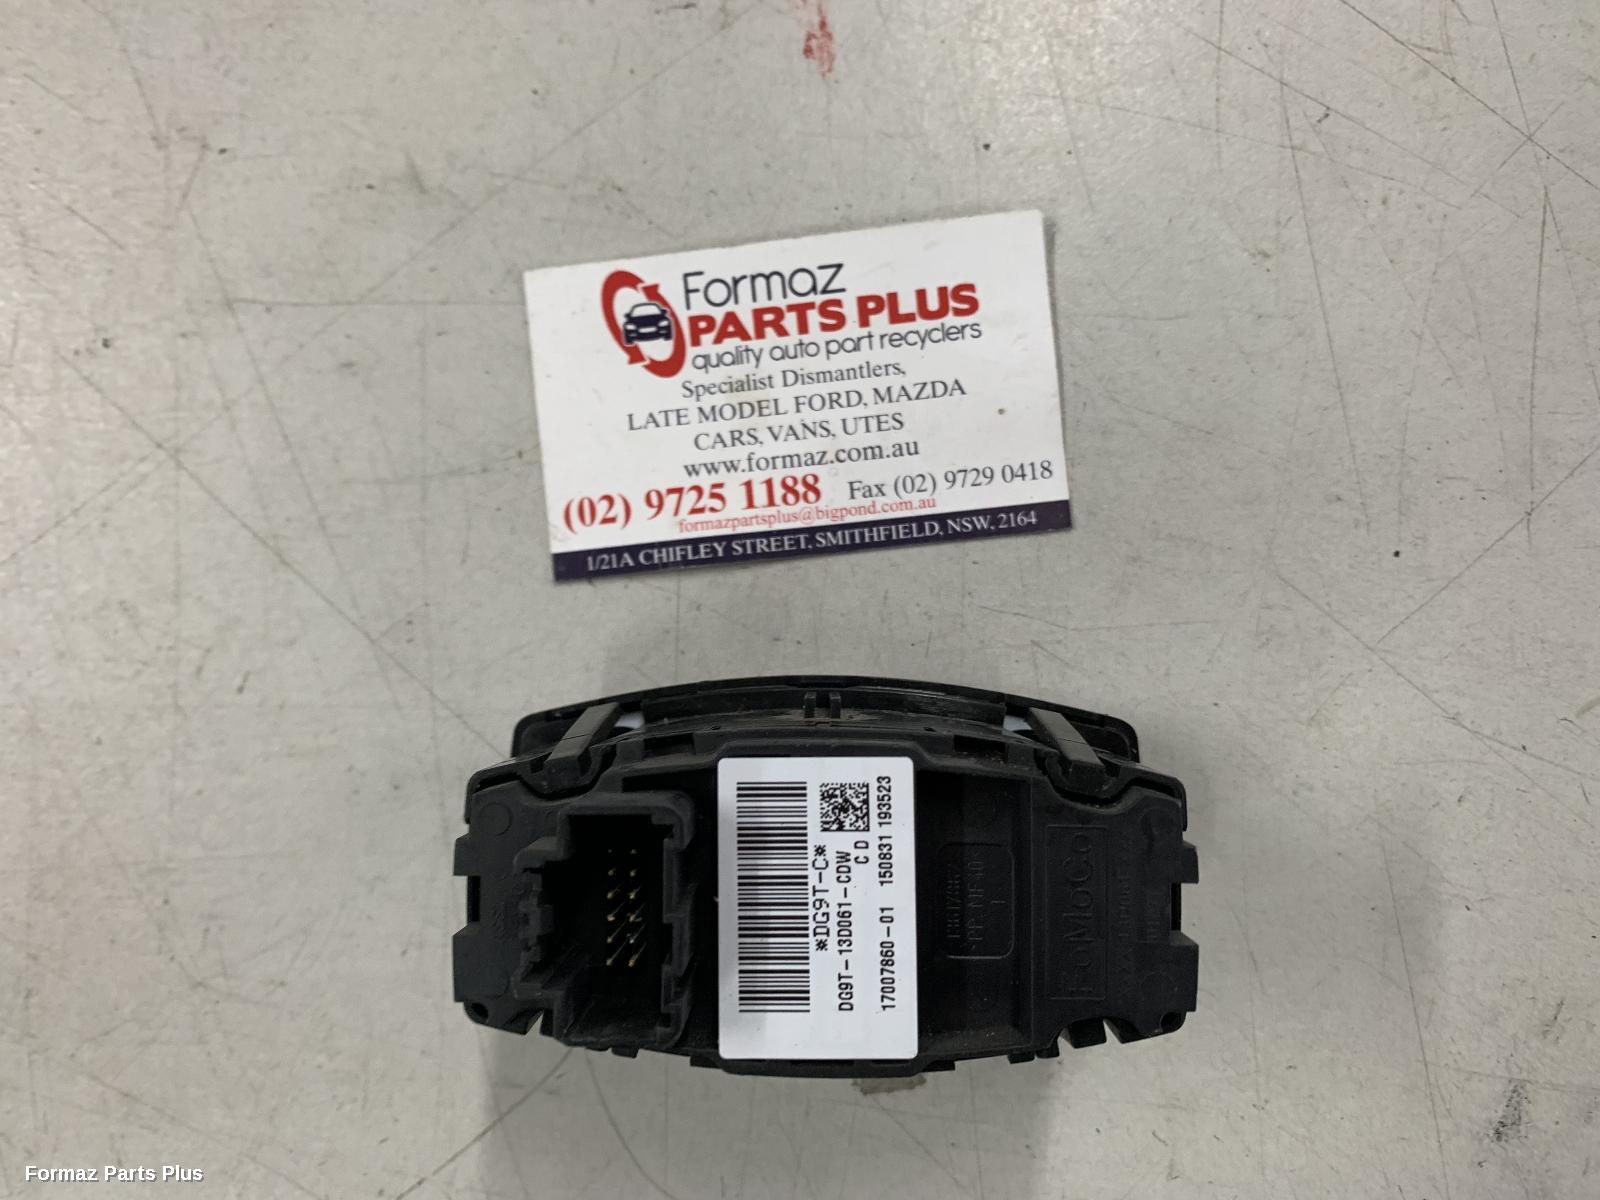 Formaz
PARTS PLUS
quality auto part recyclers
Specialist Dismantlers,
LATE MODEL FORD, MAZDA
CARS, VANS, UTES
www.formaz.com.au
(02) 9725 1188 Fax (02) 9729 0418
formazpartsplus@bigpond.com.au
1/21A CHIFLEY STREET, SMITHFIELD, NSW, 2164
*DG9T-C*
DG9T-13D061-CDW
C D
17007860-01 150831 193523
FoMoCo
Formaz Parts Plus